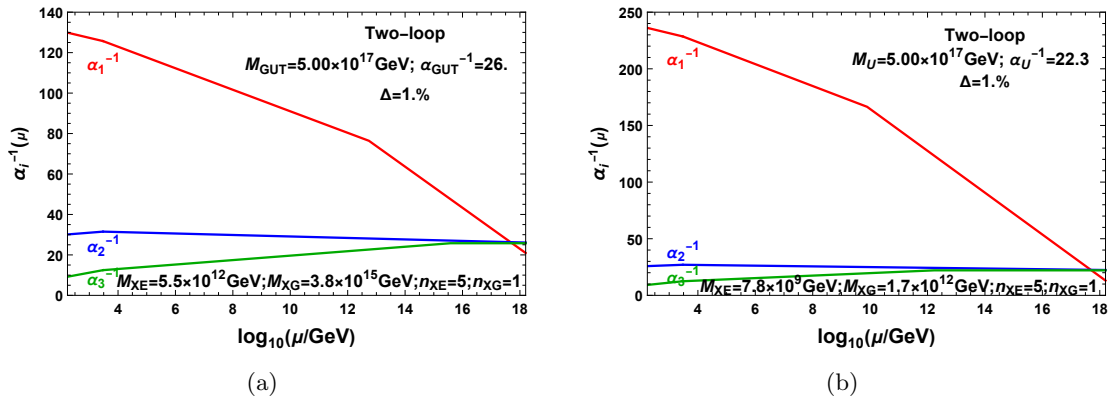 Two−loop
M_GUT=5.00×10^17GeV; α_GUT^−1=26.
Δ=1.%
α_1^−1
α_2^−1
α_3^−1
M_XE=5.5×10^12GeV;M_XG=3.8×10^15GeV;n_XE=5;n_XG=1
α_i^−1(μ)
140
120
100
80
60
40
20
0
4 6 8 10 12 14 16 18
log_10(μ/GeV)
(a)
Two−loop
M_U=5.00×10^17GeV; α_U^−1=22.3
Δ=1.%
α_1^−1
α_2^−1
α_3^−1
M_XE=7.8×10^9GeV;M_XG=1.7×10^12GeV;n_XE=5;n_XG=1
α_i^−1(μ)
250
200
150
100
50
0
4 6 8 10 12 14 16 18
log_10(μ/GeV)
(b)